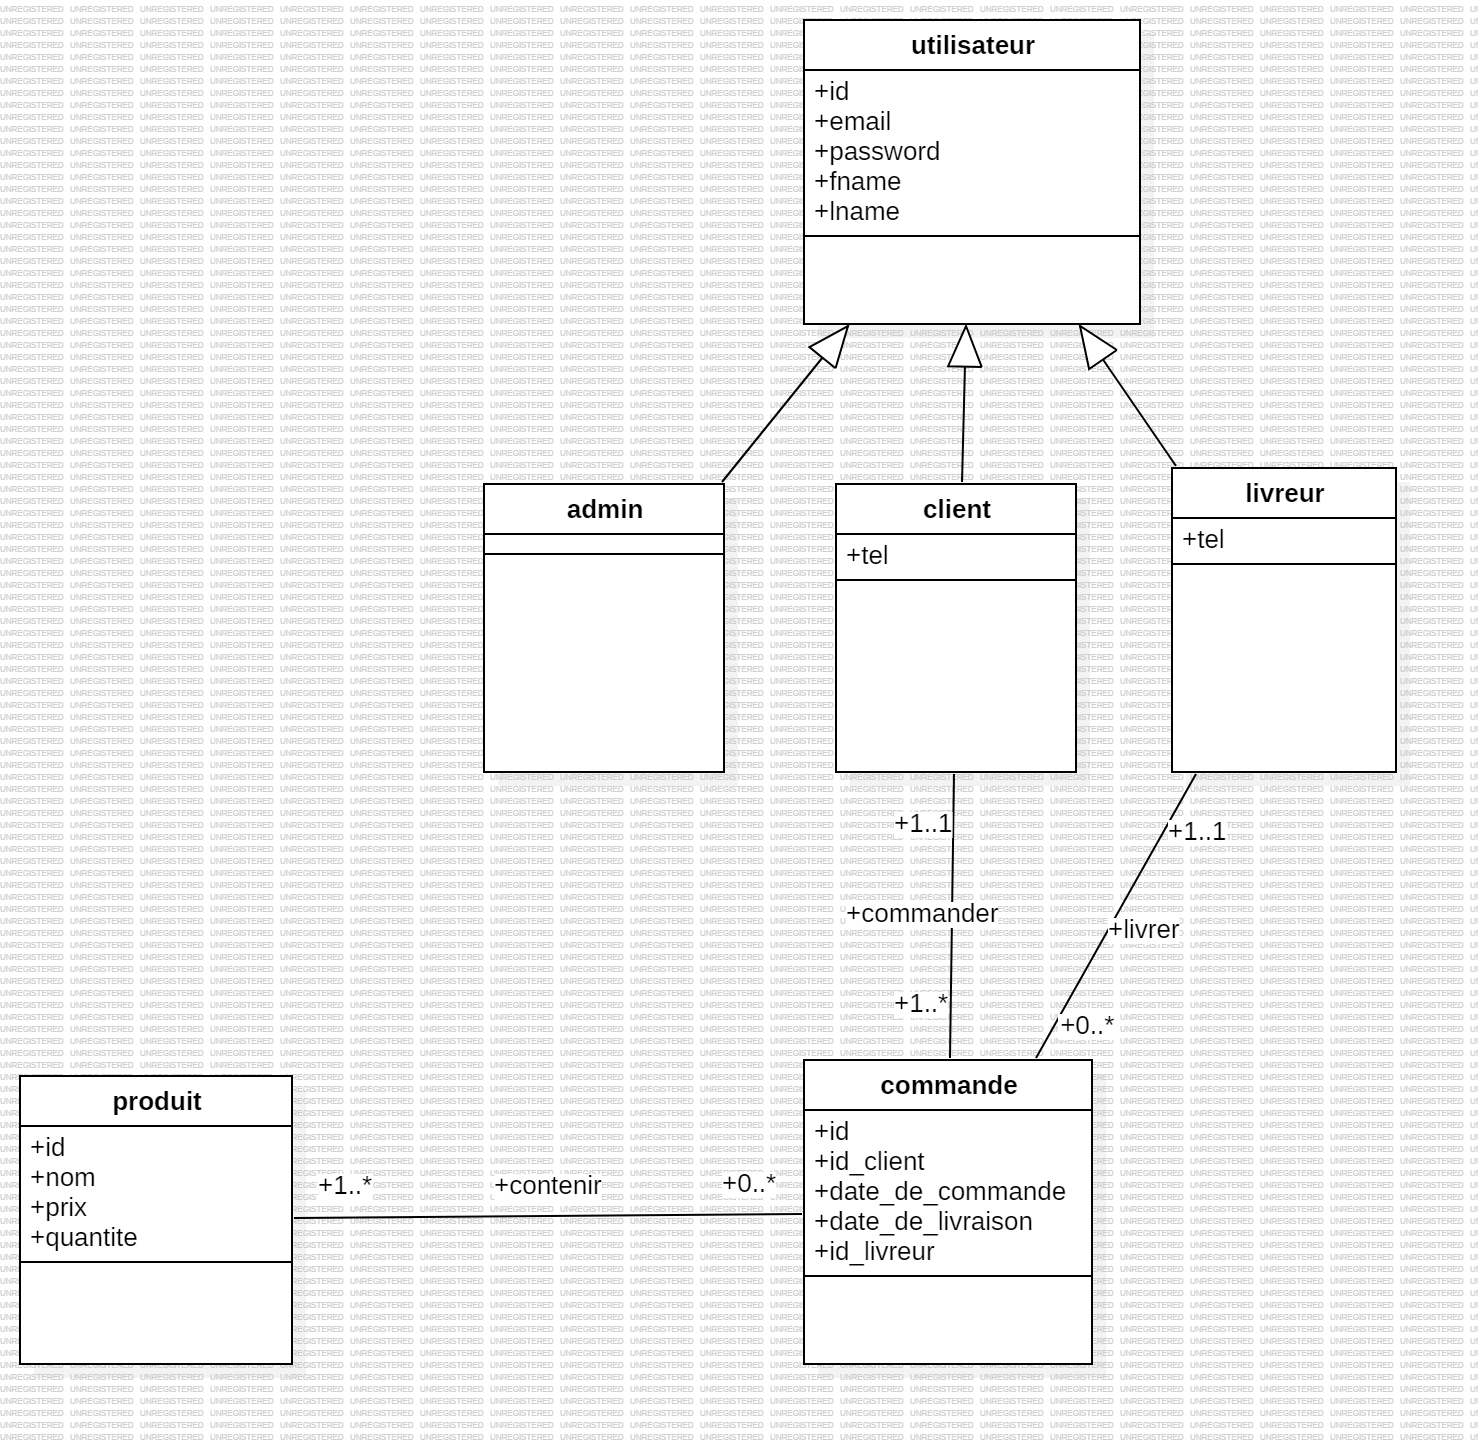 utilisateur
+id
+email
+password
+fname
+lname
admin
client
+tel
livreur
+tel
+1..1
+commander
+1..*
+1..1
+livrer
+0..*
produit
+id
+nom
+prix
+quantite
+1..*
+contenir
+0..*
commande
+id
+id_client
+date_de_commande
+date_de_livraison
+id_livreur
UNREGISTERED